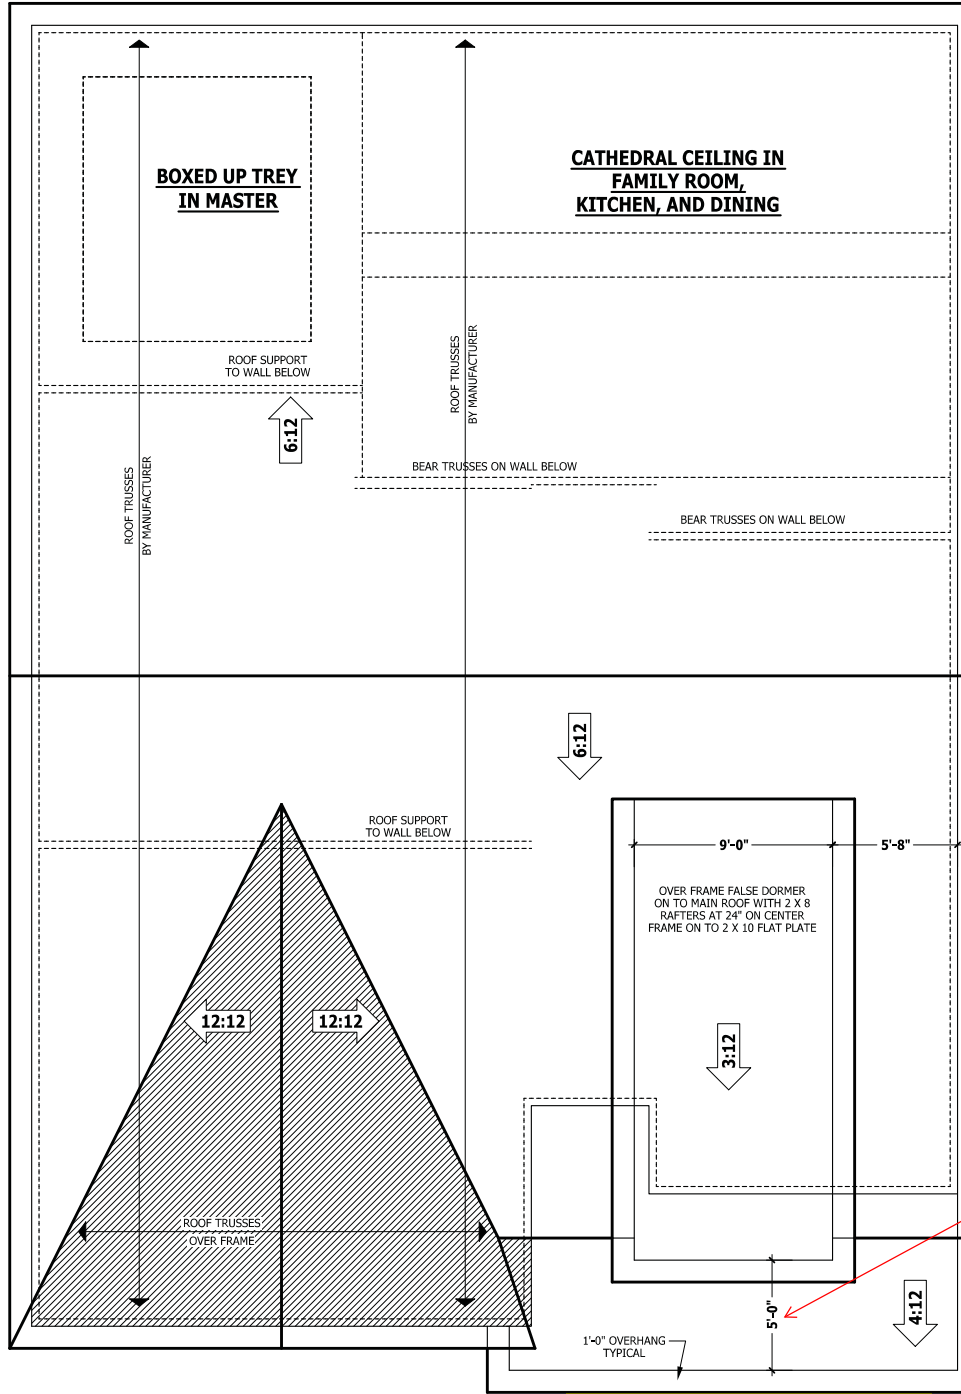 BOXED UP TREY
IN MASTER
CATHEDRAL CEILING IN
FAMILY ROOM,
KITCHEN, AND DINING
ROOF SUPPORT
TO WALL BELOW
ROOF TRUSSES
BY MANUFACTURER
6:12
ROOF TRUSSES
BY MANUFACTURER
BEAR TRUSSES ON WALL BELOW
BEAR TRUSSES ON WALL BELOW
6:12
ROOF SUPPORT
TO WALL BELOW
9'-0"
5'-8"
OVER FRAME FALSE DORMER
ON TO MAIN ROOF WITH 2 X 8
RAFTERS AT 24" ON CENTER
FRAME ON TO 2 X 10 FLAT PLATE
12:12
12:12
3:12
ROOF TRUSSES
OVER FRAME
5'-0"
4:12
1'-0" OVERHANG
TYPICAL